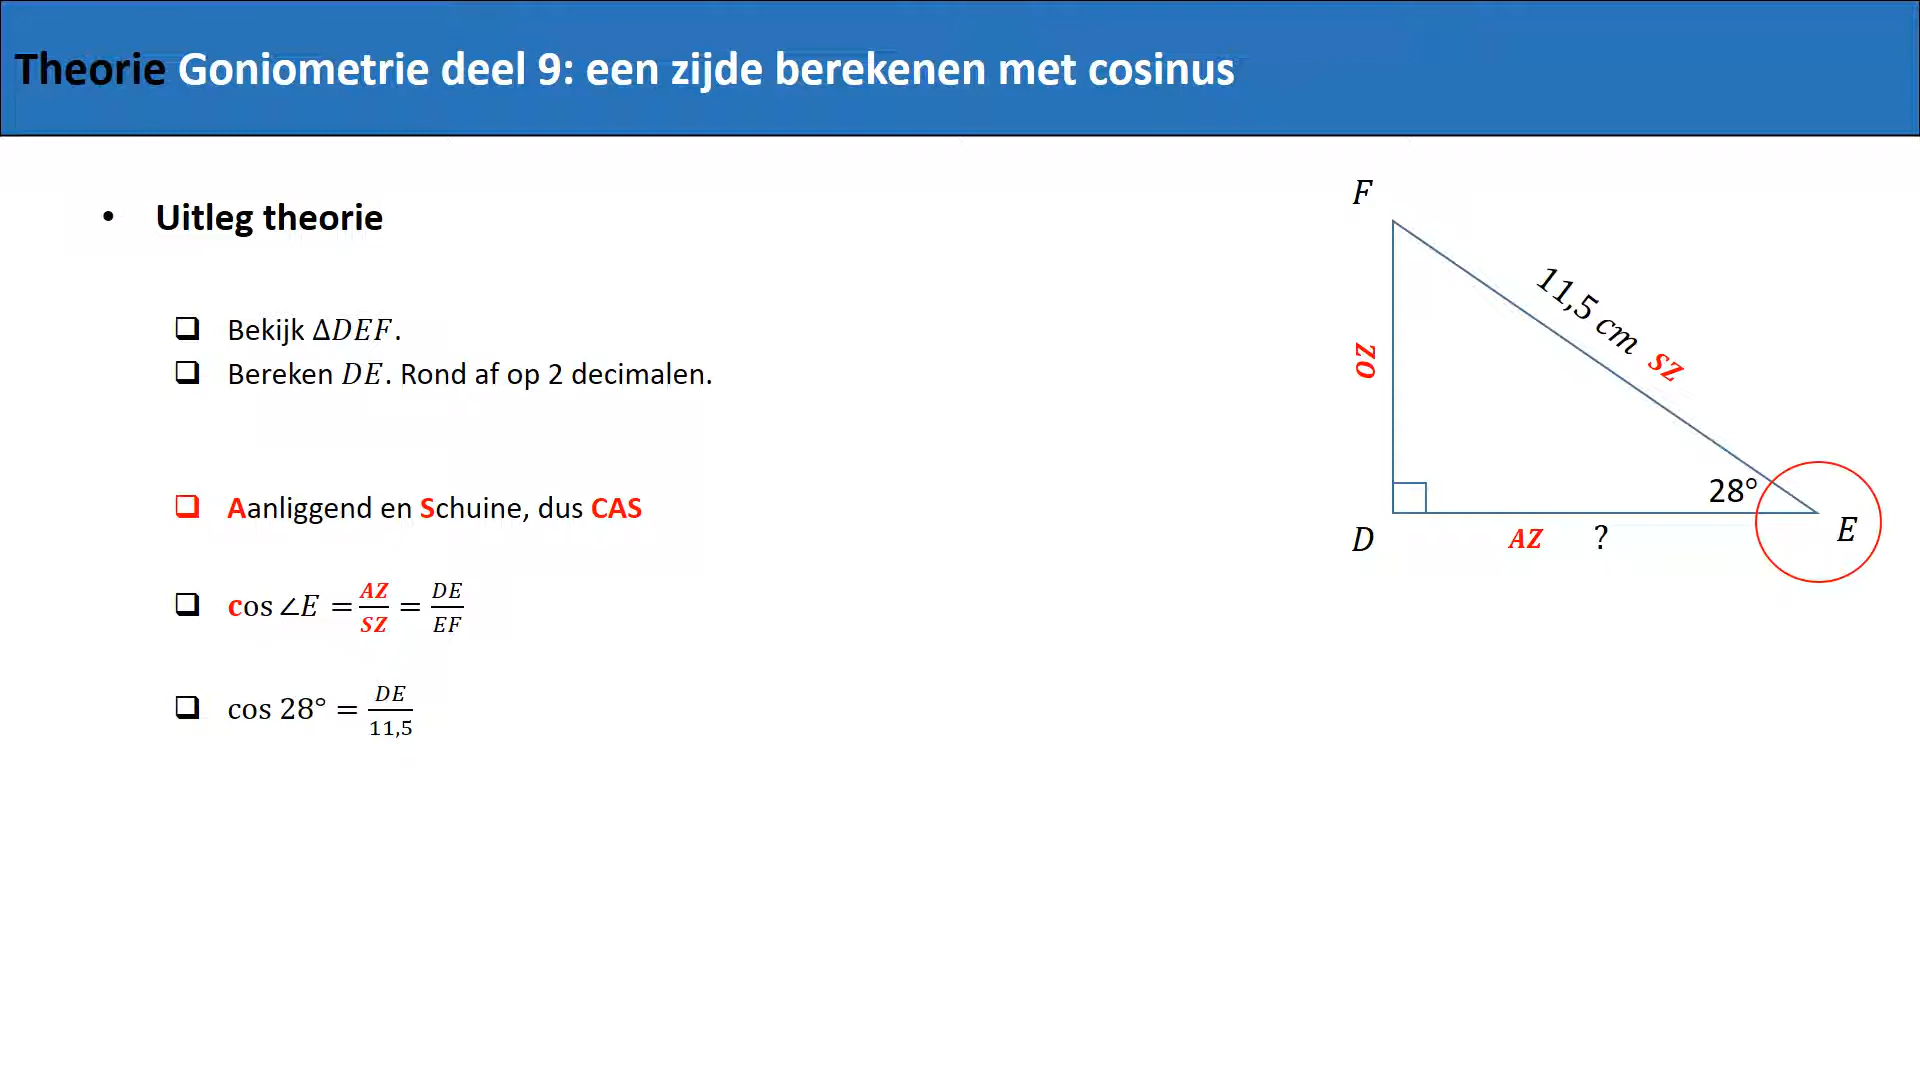 Theorie Goniometrie deel 9: een zijde berekenen met cosinus
• Uitleg theorie
❑ Bekijk ΔDEF.
❑ Bereken DE. Rond af op 2 decimalen.
❑ Aanliggend en Schuine, dus CAS
❑ cos ∠E = AZ/SZ = DE/EF
❑ cos 28° = DE/11,5
F
11,5 cm SZ
OZ
28°
D
AZ ?
E